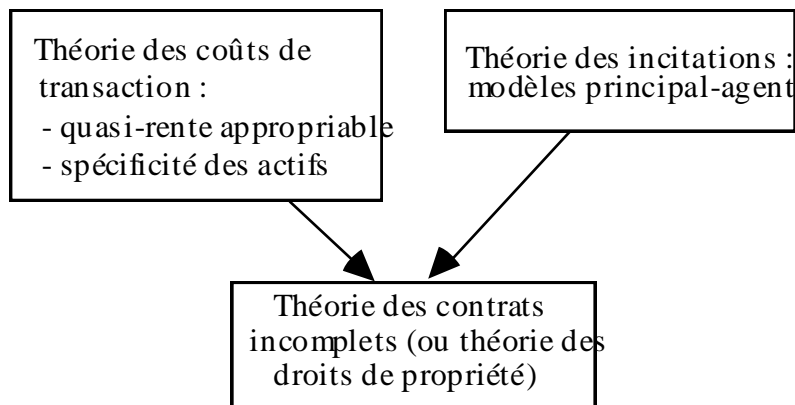 Théorie des coûts de
transaction :
- quasi-rente appropriable
- spécificité des actifs
Théorie des incitations :
modèles principal-agent
Théorie des contrats
incomplets (ou théorie des
droits de propriété)